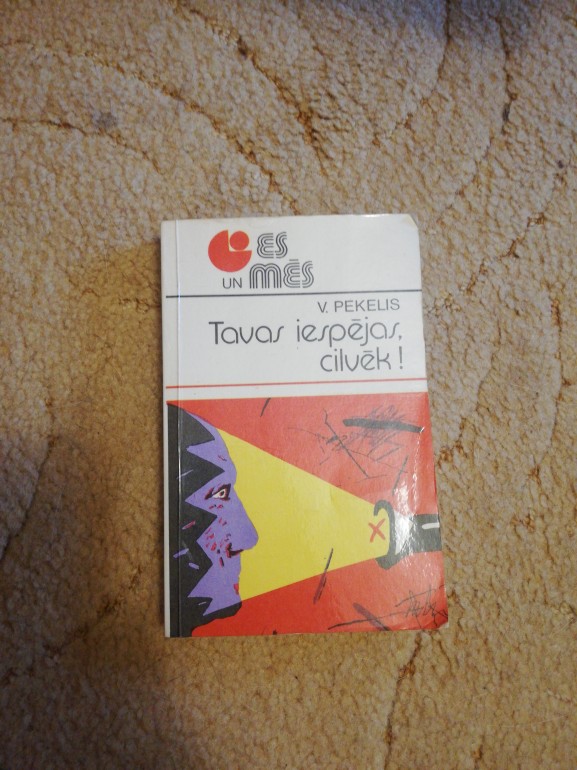 ES
UN MĒS
V. PEKELIS
Tavas iespējas,
cilvēk!